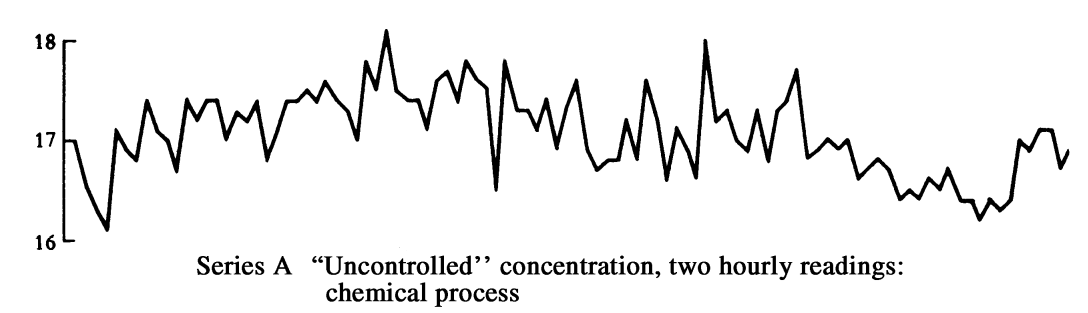 18
17
16
Series A “Uncontrolled’’ concentration, two hourly readings:
chemical process